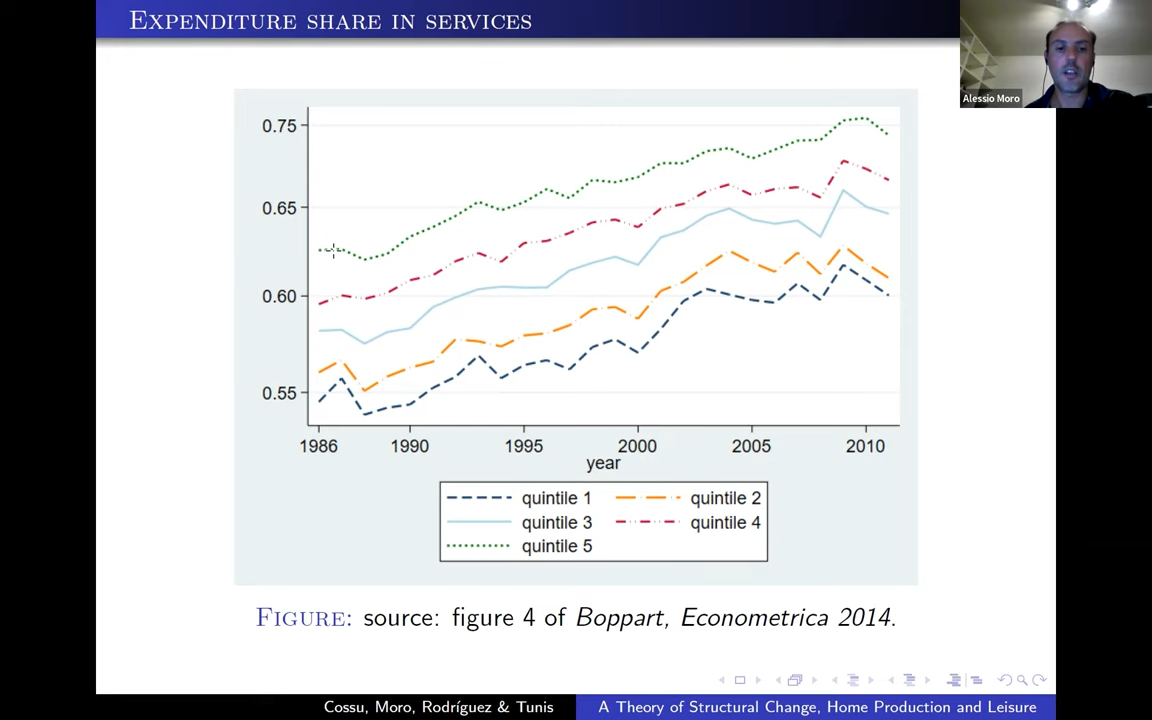 Expenditure share in services
Alessio Moro
0.75
0.65
0.60
0.55
1986 1990 1995 2000 2005 2010
year
quintile 1 quintile 2
quintile 3 quintile 4
quintile 5
Figure: source: figure 4 of Boppart, Econometrica 2014.
Cossu, Moro, Rodríguez & Tunis A Theory of Structural Change, Home Production and Leisure